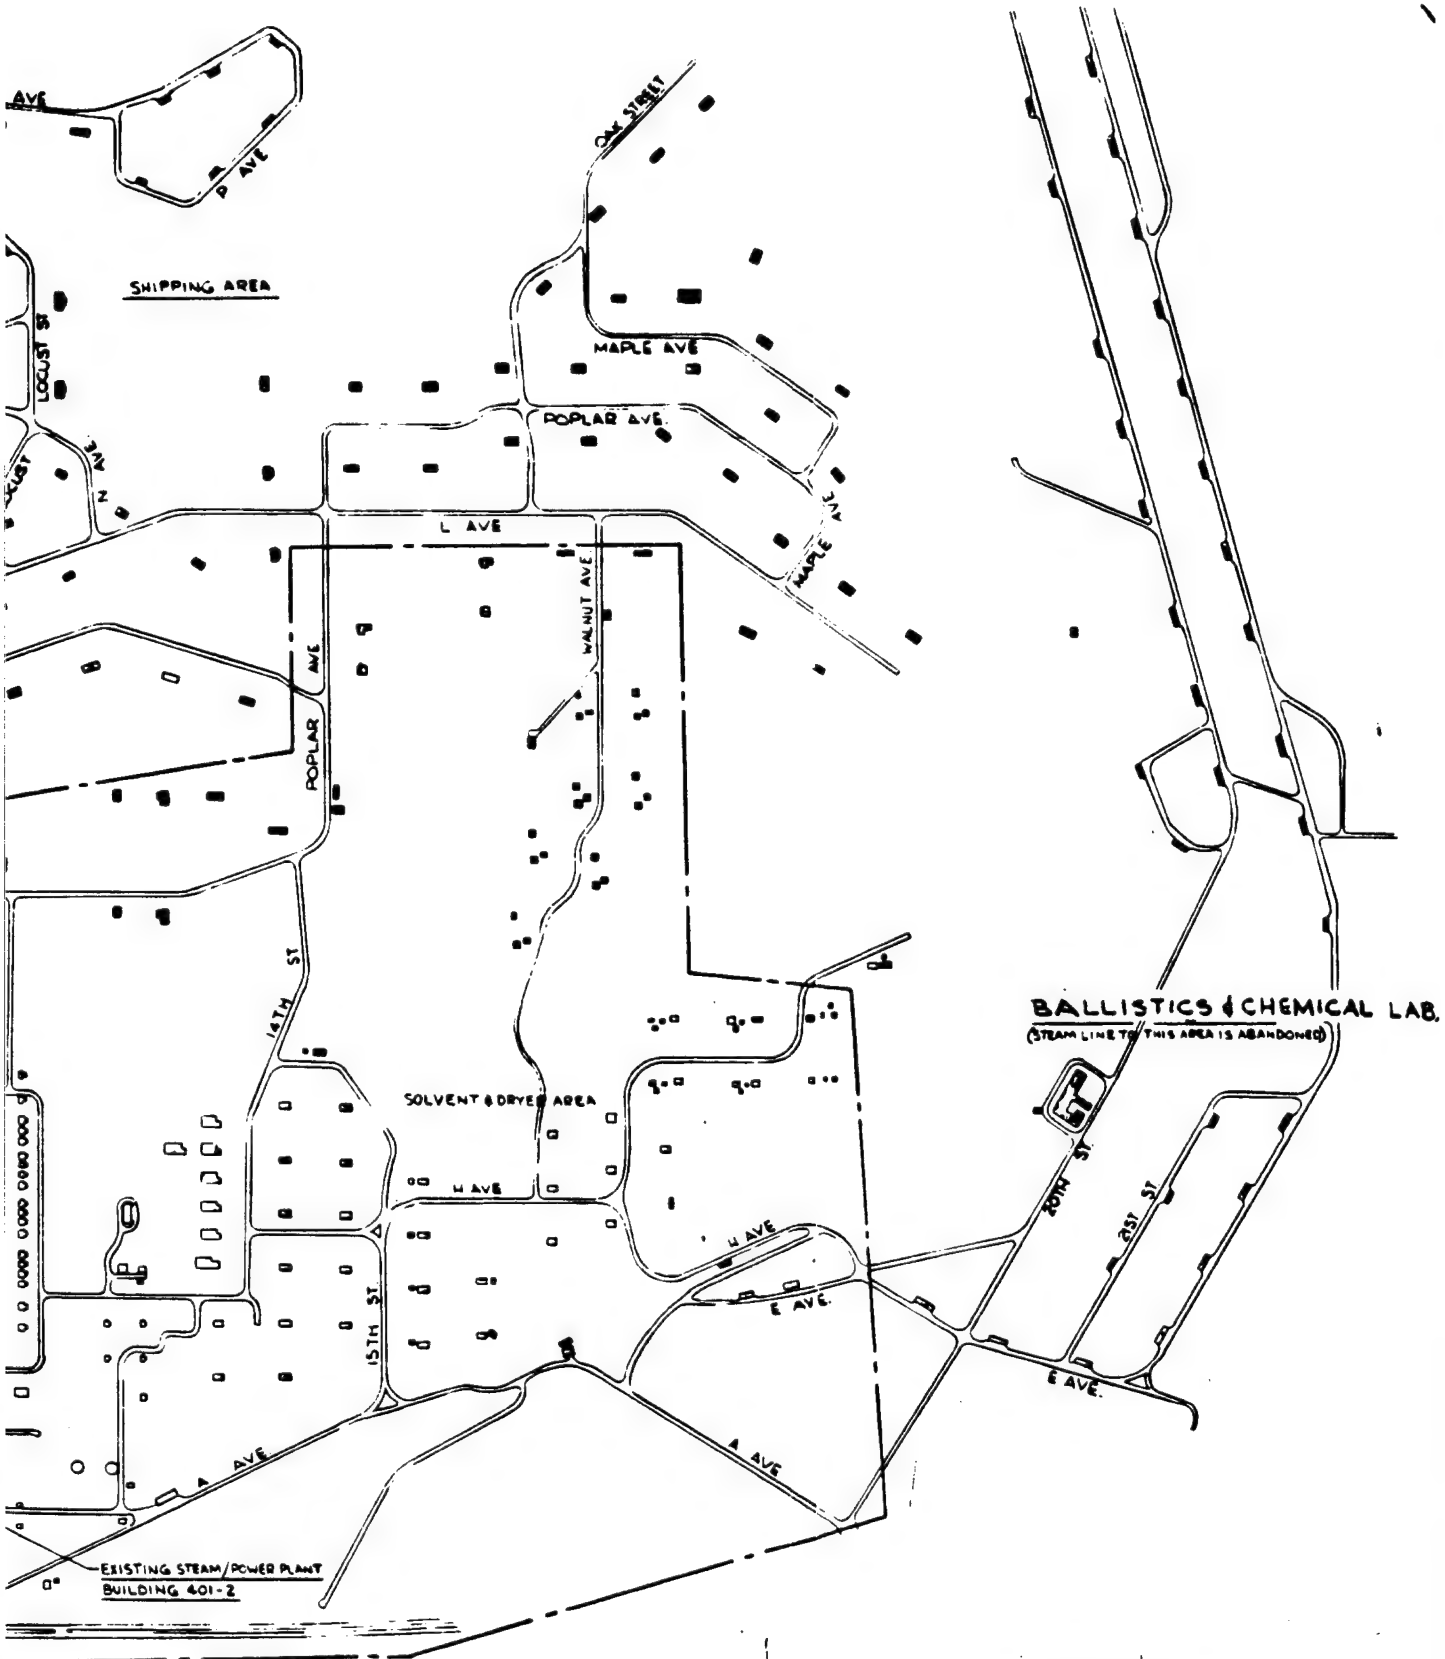 AVE
OAK STREET
P AVE
SHIPPING AREA
LOCUST ST
MAPLE AVE
POPLAR AVE.
N AVE
L AVE
MAPLE AVE
WALNUT AVE
POPLAR AVE
14TH ST
BALLISTICS & CHEMICAL LAB.
(STEAM LINE TO THIS AREA IS ABANDONED)
SOLVENT & DRYER AREA
H AVE
20TH ST
21ST ST
H AVE
E AVE.
15TH ST
E AVE.
A AVE
A AVE
EXISTING STEAM/POWER PLANT
BUILDING 401-2